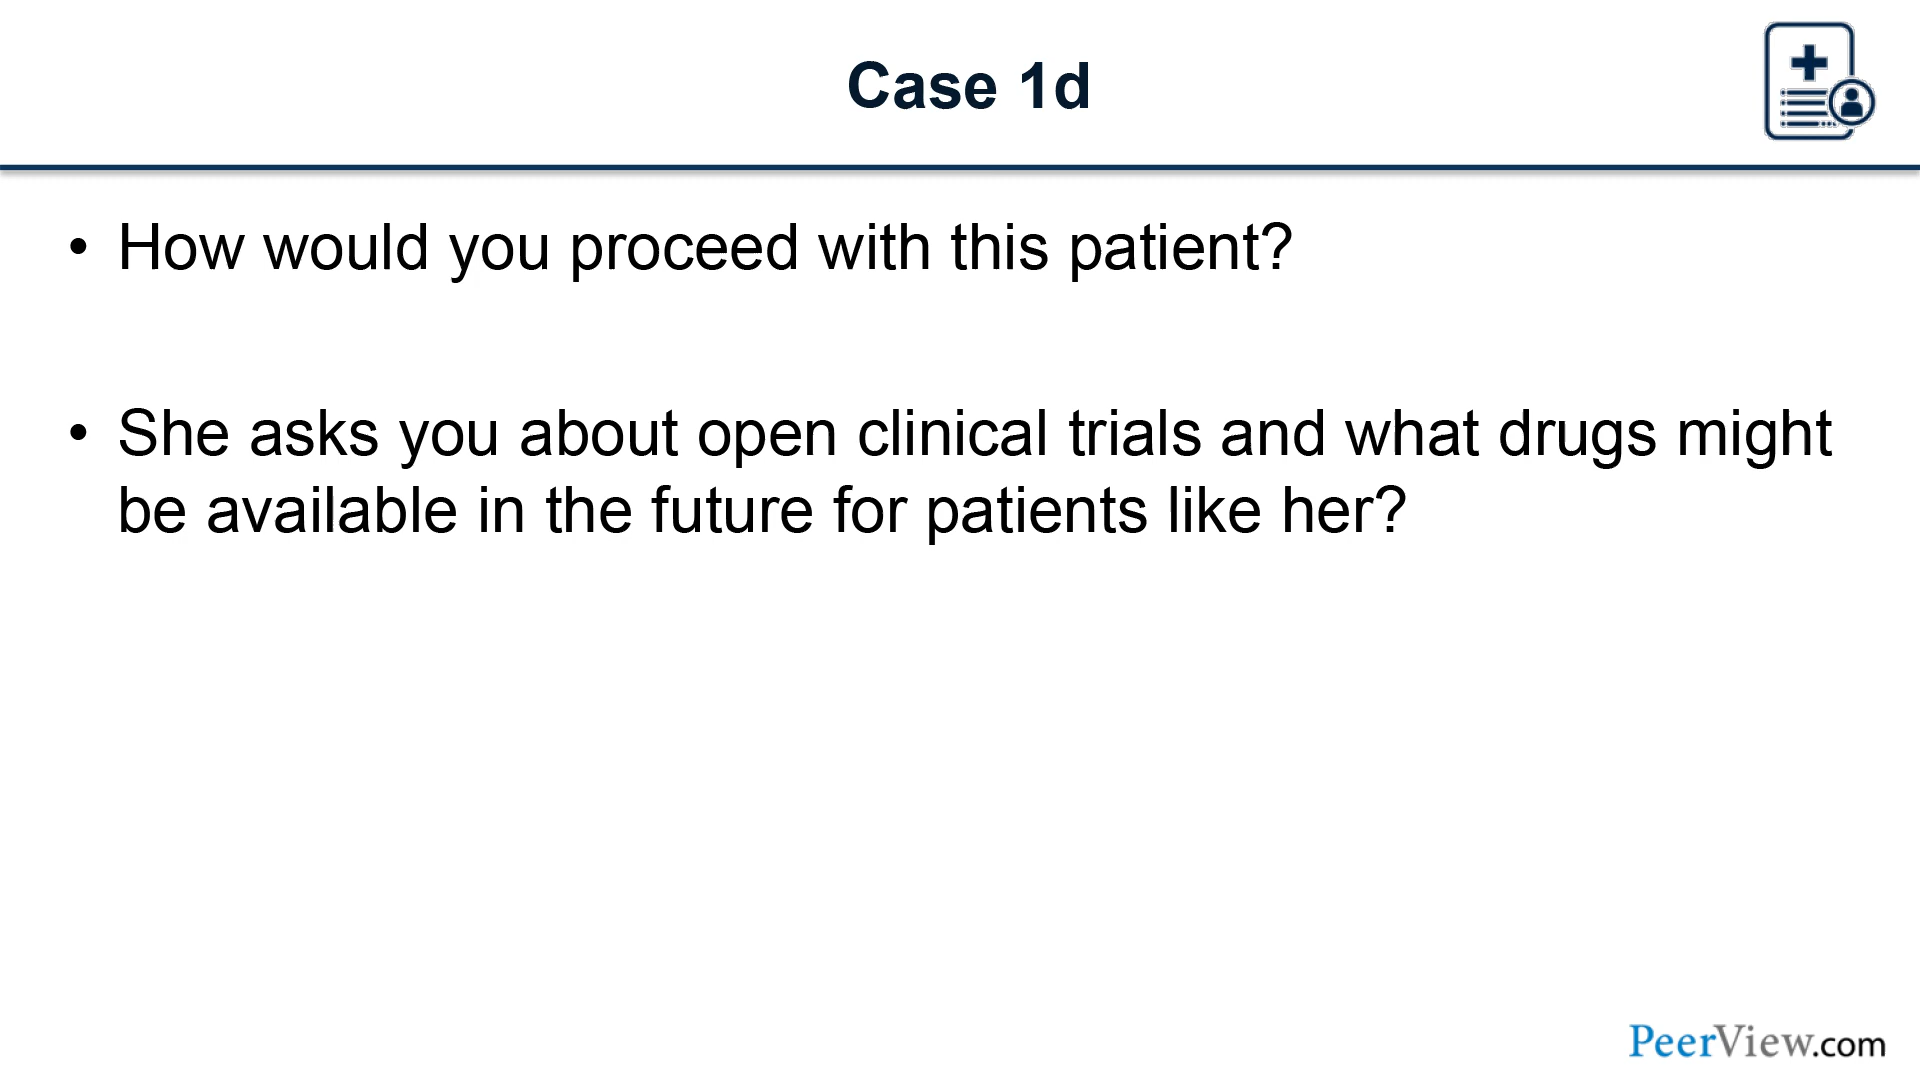 Case 1d
• How would you proceed with this patient?
• She asks you about open clinical trials and what drugs might
be available in the future for patients like her?
PeerView.com